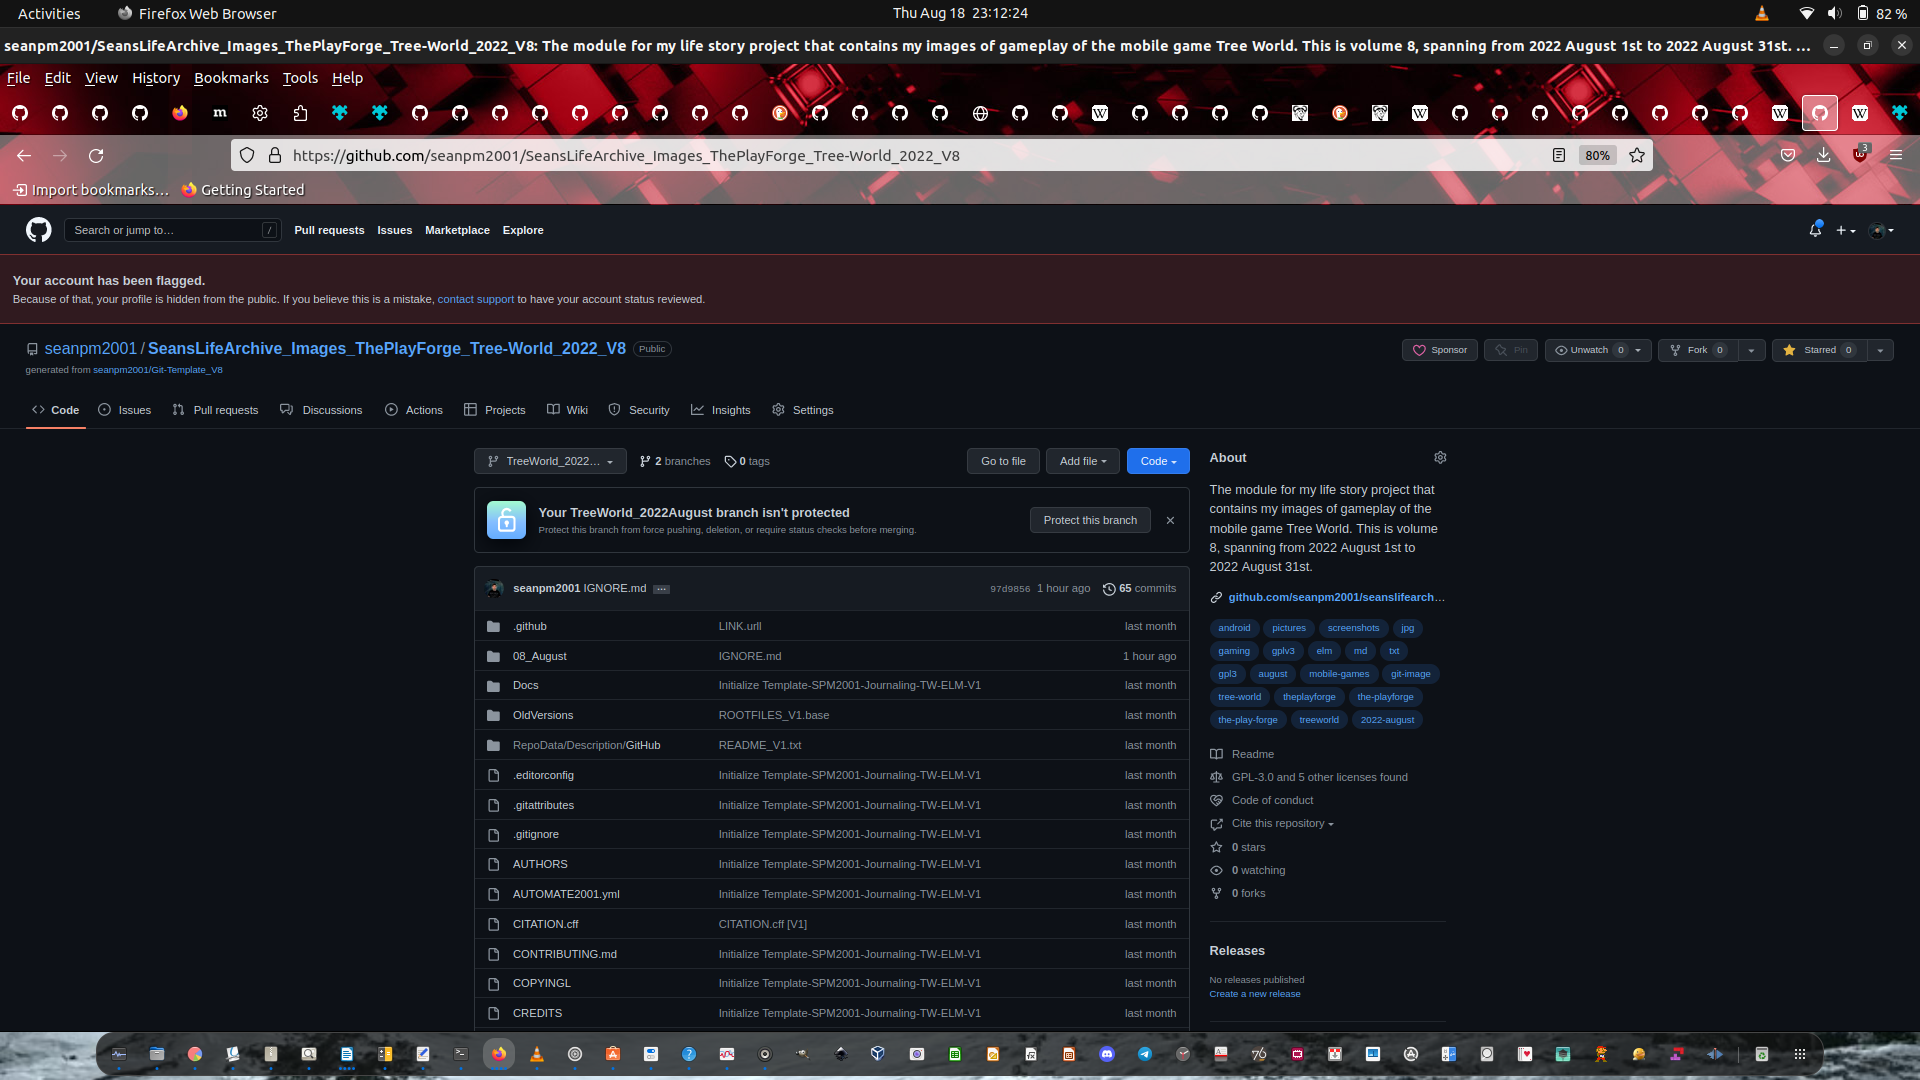 Activities
Firefox Web Browser
Thu Aug 18 23:12:24
82 %
seanpm2001/SeansLifeArchive_Images_ThePlayForge_Tree-World_2022_V8: The module for my life story project that contains my images of gameplay of the mobile game Tree World. This is volume 8, spanning from 2022 August 1st to 2022 August 31st. ...
File Edit View History Bookmarks Tools Help
https://github.com/seanpm2001/SeansLifeArchive_Images_ThePlayForge_Tree-World_2022_V8
80%
3
Import bookmarks...
Getting Started
Search or jump to...
/
Pull requests
Issues
Marketplace
Explore
Your account has been flagged.
Because of that, your profile is hidden from the public. If you believe this is a mistake, contact support to have your account status reviewed.
seanpm2001 / SeansLifeArchive_Images_ThePlayForge_Tree-World_2022_V8
Public
Sponsor
Pin
Unwatch 0
Fork 0
Starred 0
generated from seanpm2001/Git-Template_V8
Code
Issues
Pull requests
Discussions
Actions
Projects
Wiki
Security
Insights
Settings
TreeWorld_2022...
2 branches
0 tags
Go to file
Add file
Code
Your TreeWorld_2022August branch isn't protected
Protect this branch from force pushing, deletion, or require status checks before merging.
Protect this branch
seanpm2001 IGNORE.md ...
97d9856 1 hour ago
65 commits
.github LINK.urll last month
08_August IGNORE.md 1 hour ago
Docs Initialize Template-SPM2001-Journaling-TW-ELM-V1 last month
OldVersions ROOTFILES_V1.base last month
RepoData/Description/GitHub README_V1.txt last month
.editorconfig Initialize Template-SPM2001-Journaling-TW-ELM-V1 last month
.gitattributes Initialize Template-SPM2001-Journaling-TW-ELM-V1 last month
.gitignore Initialize Template-SPM2001-Journaling-TW-ELM-V1 last month
AUTHORS Initialize Template-SPM2001-Journaling-TW-ELM-V1 last month
AUTOMATE2001.yml Initialize Template-SPM2001-Journaling-TW-ELM-V1 last month
CITATION.cff CITATION.cff [V1] last month
CONTRIBUTING.md Initialize Template-SPM2001-Journaling-TW-ELM-V1 last month
COPYINGL Initialize Template-SPM2001-Journaling-TW-ELM-V1 last month
CREDITS Initialize Template-SPM2001-Journaling-TW-ELM-V1 last month
About
The module for my life story project that
contains my images of gameplay of the
mobile game Tree World. This is volume
8, spanning from 2022 August 1st to
2022 August 31st.
github.com/seanpm2001/seanslifearch...
android pictures screenshots jpg
gaming gplv3 elm md txt
gpl3 august mobile-games git-image
tree-world theplayforge the-playforge
the-play-forge treeworld 2022-august
Readme
GPL-3.0 and 5 other licenses found
Code of conduct
Cite this repository
0 stars
0 watching
0 forks
Releases
No releases published
Create a new release